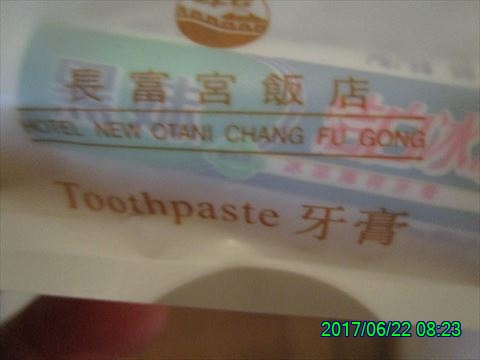 長富宮飯店
HOTEL NEW OTANI CHANG FU GONG
Toothpaste 牙膏
2017/06/22 08:23